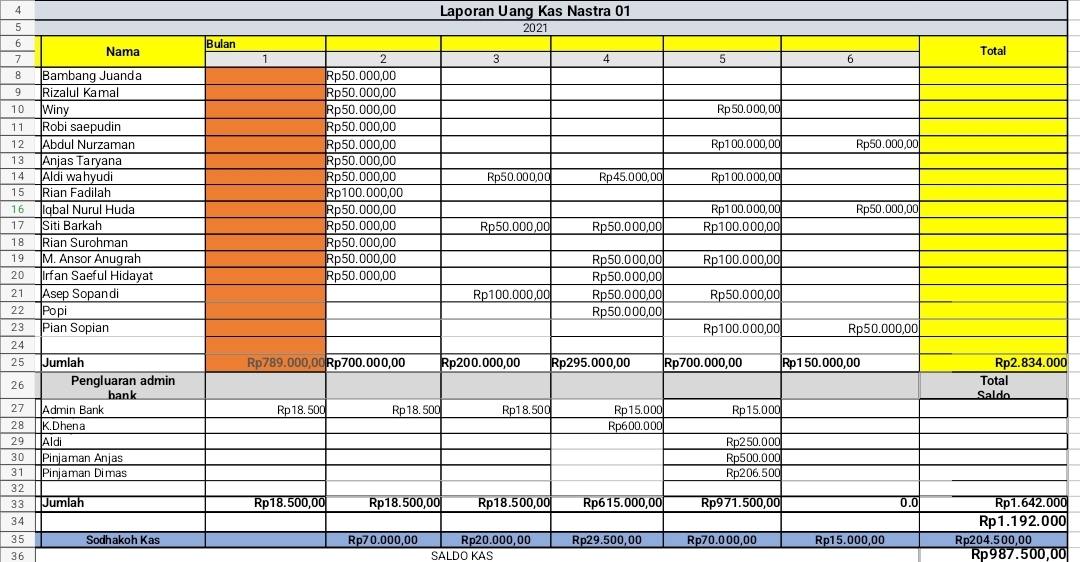 4 Laporan Uang Kas Nastra 01
5 2021
6 Nama Bulan Total
7 1 2 3 4 5 6
8 Bambang Juanda Rp50.000,00
9 Rizalul Kamal Rp50.000,00
10 Winy Rp50.000,00 Rp50.000,00
11 Robi saepudin Rp50.000,00
12 Abdul Nurzaman Rp50.000,00 Rp100.000,00 Rp50.000,00
13 Anjas Taryana Rp50.000,00
14 Aldi wahyudi Rp50.000,00 Rp50.000,00 Rp45.000,00 Rp100.000,00
15 Rian Fadilah Rp100.000,00
16 Iqbal Nurul Huda Rp50.000,00 Rp100.000,00 Rp50.000,00
17 Siti Barkah Rp50.000,00 Rp50.000,00 Rp50.000,00 Rp100.000,00
18 Rian Surohman Rp50.000,00
19 M. Ansor Anugrah Rp50.000,00 Rp50.000,00 Rp100.000,00
20 Irfan Saeful Hidayat Rp50.000,00 Rp50.000,00
21 Asep Sopandi Rp100.000,00 Rp50.000,00 Rp50.000,00
22 Popi Rp50.000,00
23 Pian Sopian Rp100.000,00 Rp50.000,00
24
25 Jumlah Rp789.000,00 Rp700.000,00 Rp200.000,00 Rp295.000,00 Rp700.000,00 Rp150.000,00 Rp2.834.000
26 Pengluaran admin bank Total Saldo
27 Admin Bank Rp18.500 Rp18.500 Rp18.500 Rp15.000 Rp15.000
28 K.Dhena Rp600.000
29 Aldi Rp250.000
30 Pinjaman Anjas Rp500.000
31 Pinjaman Dimas Rp206.500
32
33 Jumlah Rp18.500,00 Rp18.500,00 Rp18.500,00 Rp615.000,00 Rp971.500,00 0.0 Rp1.642.000
34 Rp1.192.000
35 Sodhakoh Kas Rp70.000,00 Rp20.000,00 Rp29.500,00 Rp70.000,00 Rp15.000,00 Rp204.500,00
36 SALDO KAS Rp987.500,00